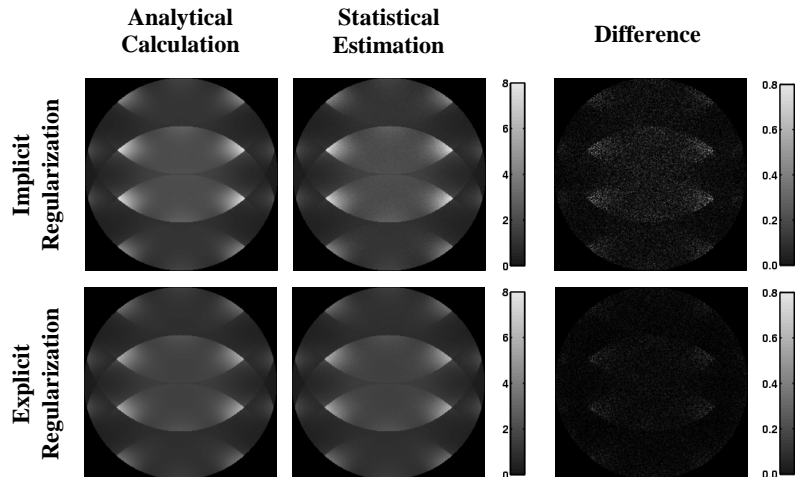 Analytical
Calculation
Statistical
Estimation
Difference
Implicit
Regularization
8
6
4
2
0
0.8
0.6
0.4
0.2
0.0
Explicit
Regularization
8
6
4
2
0
0.8
0.6
0.4
0.2
0.0